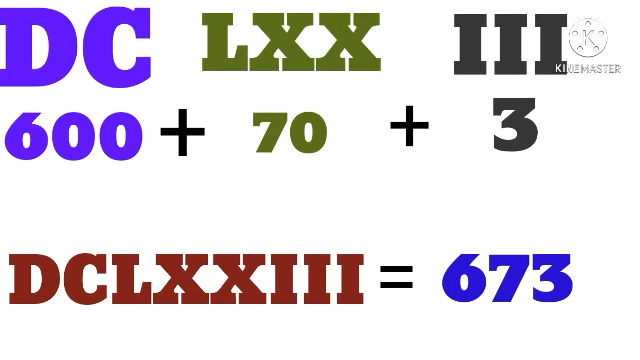 DC LXX III
KINEMASTER
600 + 70 + 3
DCLXXIII = 673